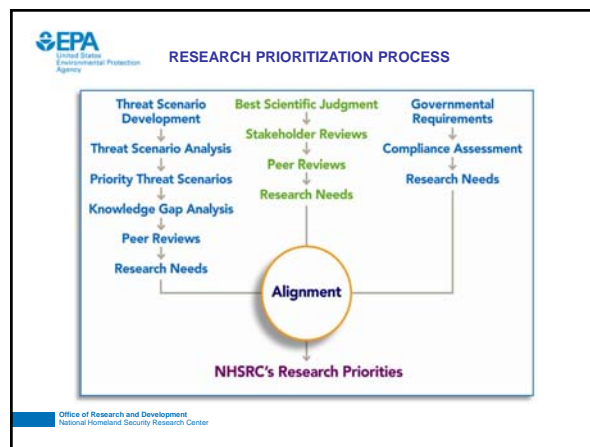 EPA
United States
Environmental Protection
Agency
RESEARCH PRIORITIZATION PROCESS
Threat Scenario
Development
Threat Scenario Analysis
Priority Threat Scenarios
Knowledge Gap Analysis
Peer Reviews
Research Needs
Best Scientific Judgment
Stakeholder Reviews
Peer Reviews
Research Needs
Governmental
Requirements
Compliance Assessment
Research Needs
Alignment
NHSRC's Research Priorities
Office of Research and Development
National Homeland Security Research Center